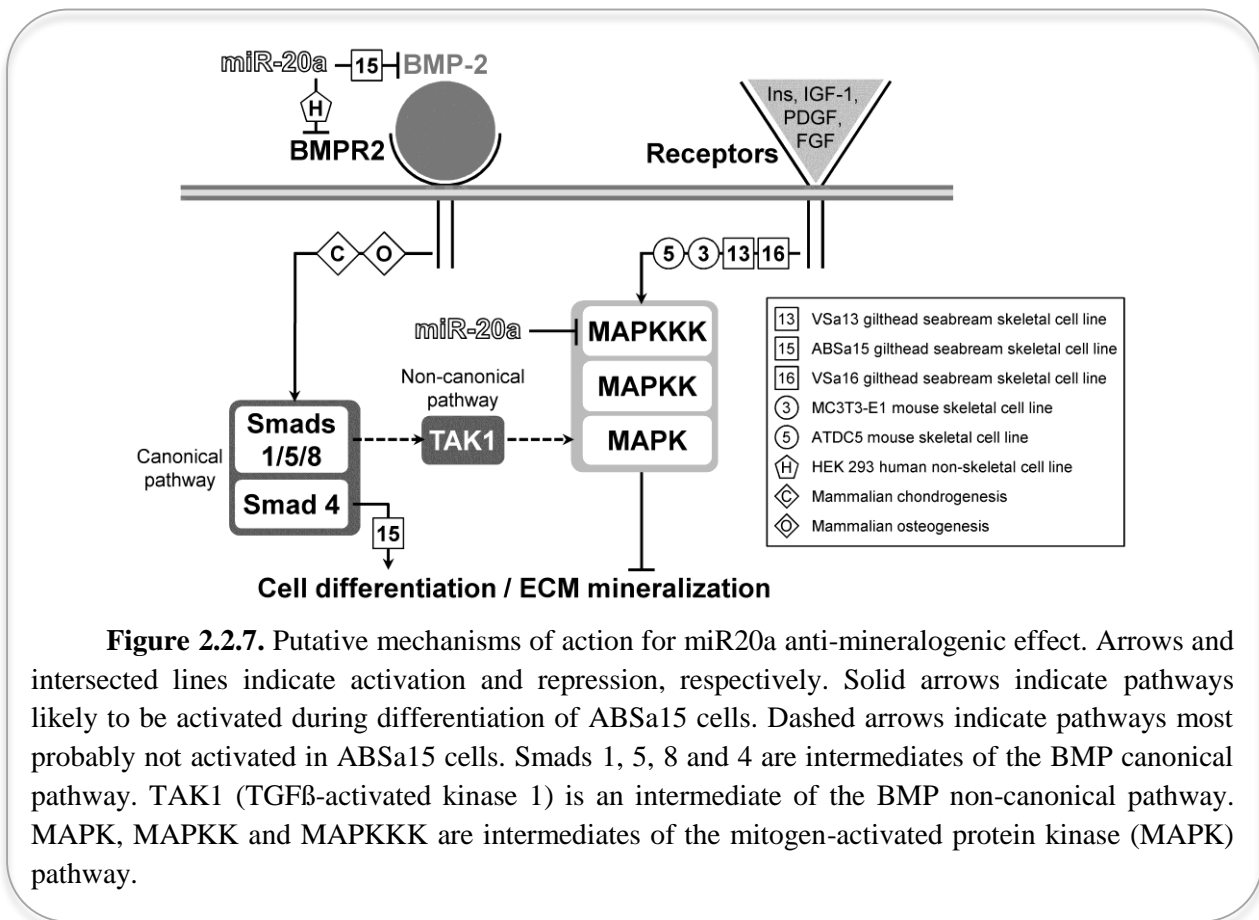 miR-20a
15
BMP-2
H
BMPR2
Ins, IGF-1,
PDGF,
FGF
Receptors
C
O
5
3
13
16
miR-20a
MAPKKK
MAPKK
MAPK
Non-canonical
pathway
TAK1
Smads
1/5/8
Canonical
pathway
Smad 4
15
Cell differentiation / ECM mineralization
13 VSa13 gilthead seabream skeletal cell line
15 ABSa15 gilthead seabream skeletal cell line
16 VSa16 gilthead seabream skeletal cell line
3 MC3T3-E1 mouse skeletal cell line
5 ATDC5 mouse skeletal cell line
H HEK 293 human non-skeletal cell line
C Mammalian chondrogenesis
O Mammalian osteogenesis
Figure 2.2.7. Putative mechanisms of action for miR20a anti-mineralogenic effect. Arrows and
intersected lines indicate activation and repression, respectively. Solid arrows indicate pathways
likely to be activated during differentiation of ABSa15 cells. Dashed arrows indicate pathways most
probably not activated in ABSa15 cells. Smads 1, 5, 8 and 4 are intermediates of the BMP canonical
pathway. TAK1 (TGFß-activated kinase 1) is an intermediate of the BMP non-canonical pathway.
MAPK, MAPKK and MAPKKK are intermediates of the mitogen-activated protein kinase (MAPK)
pathway.